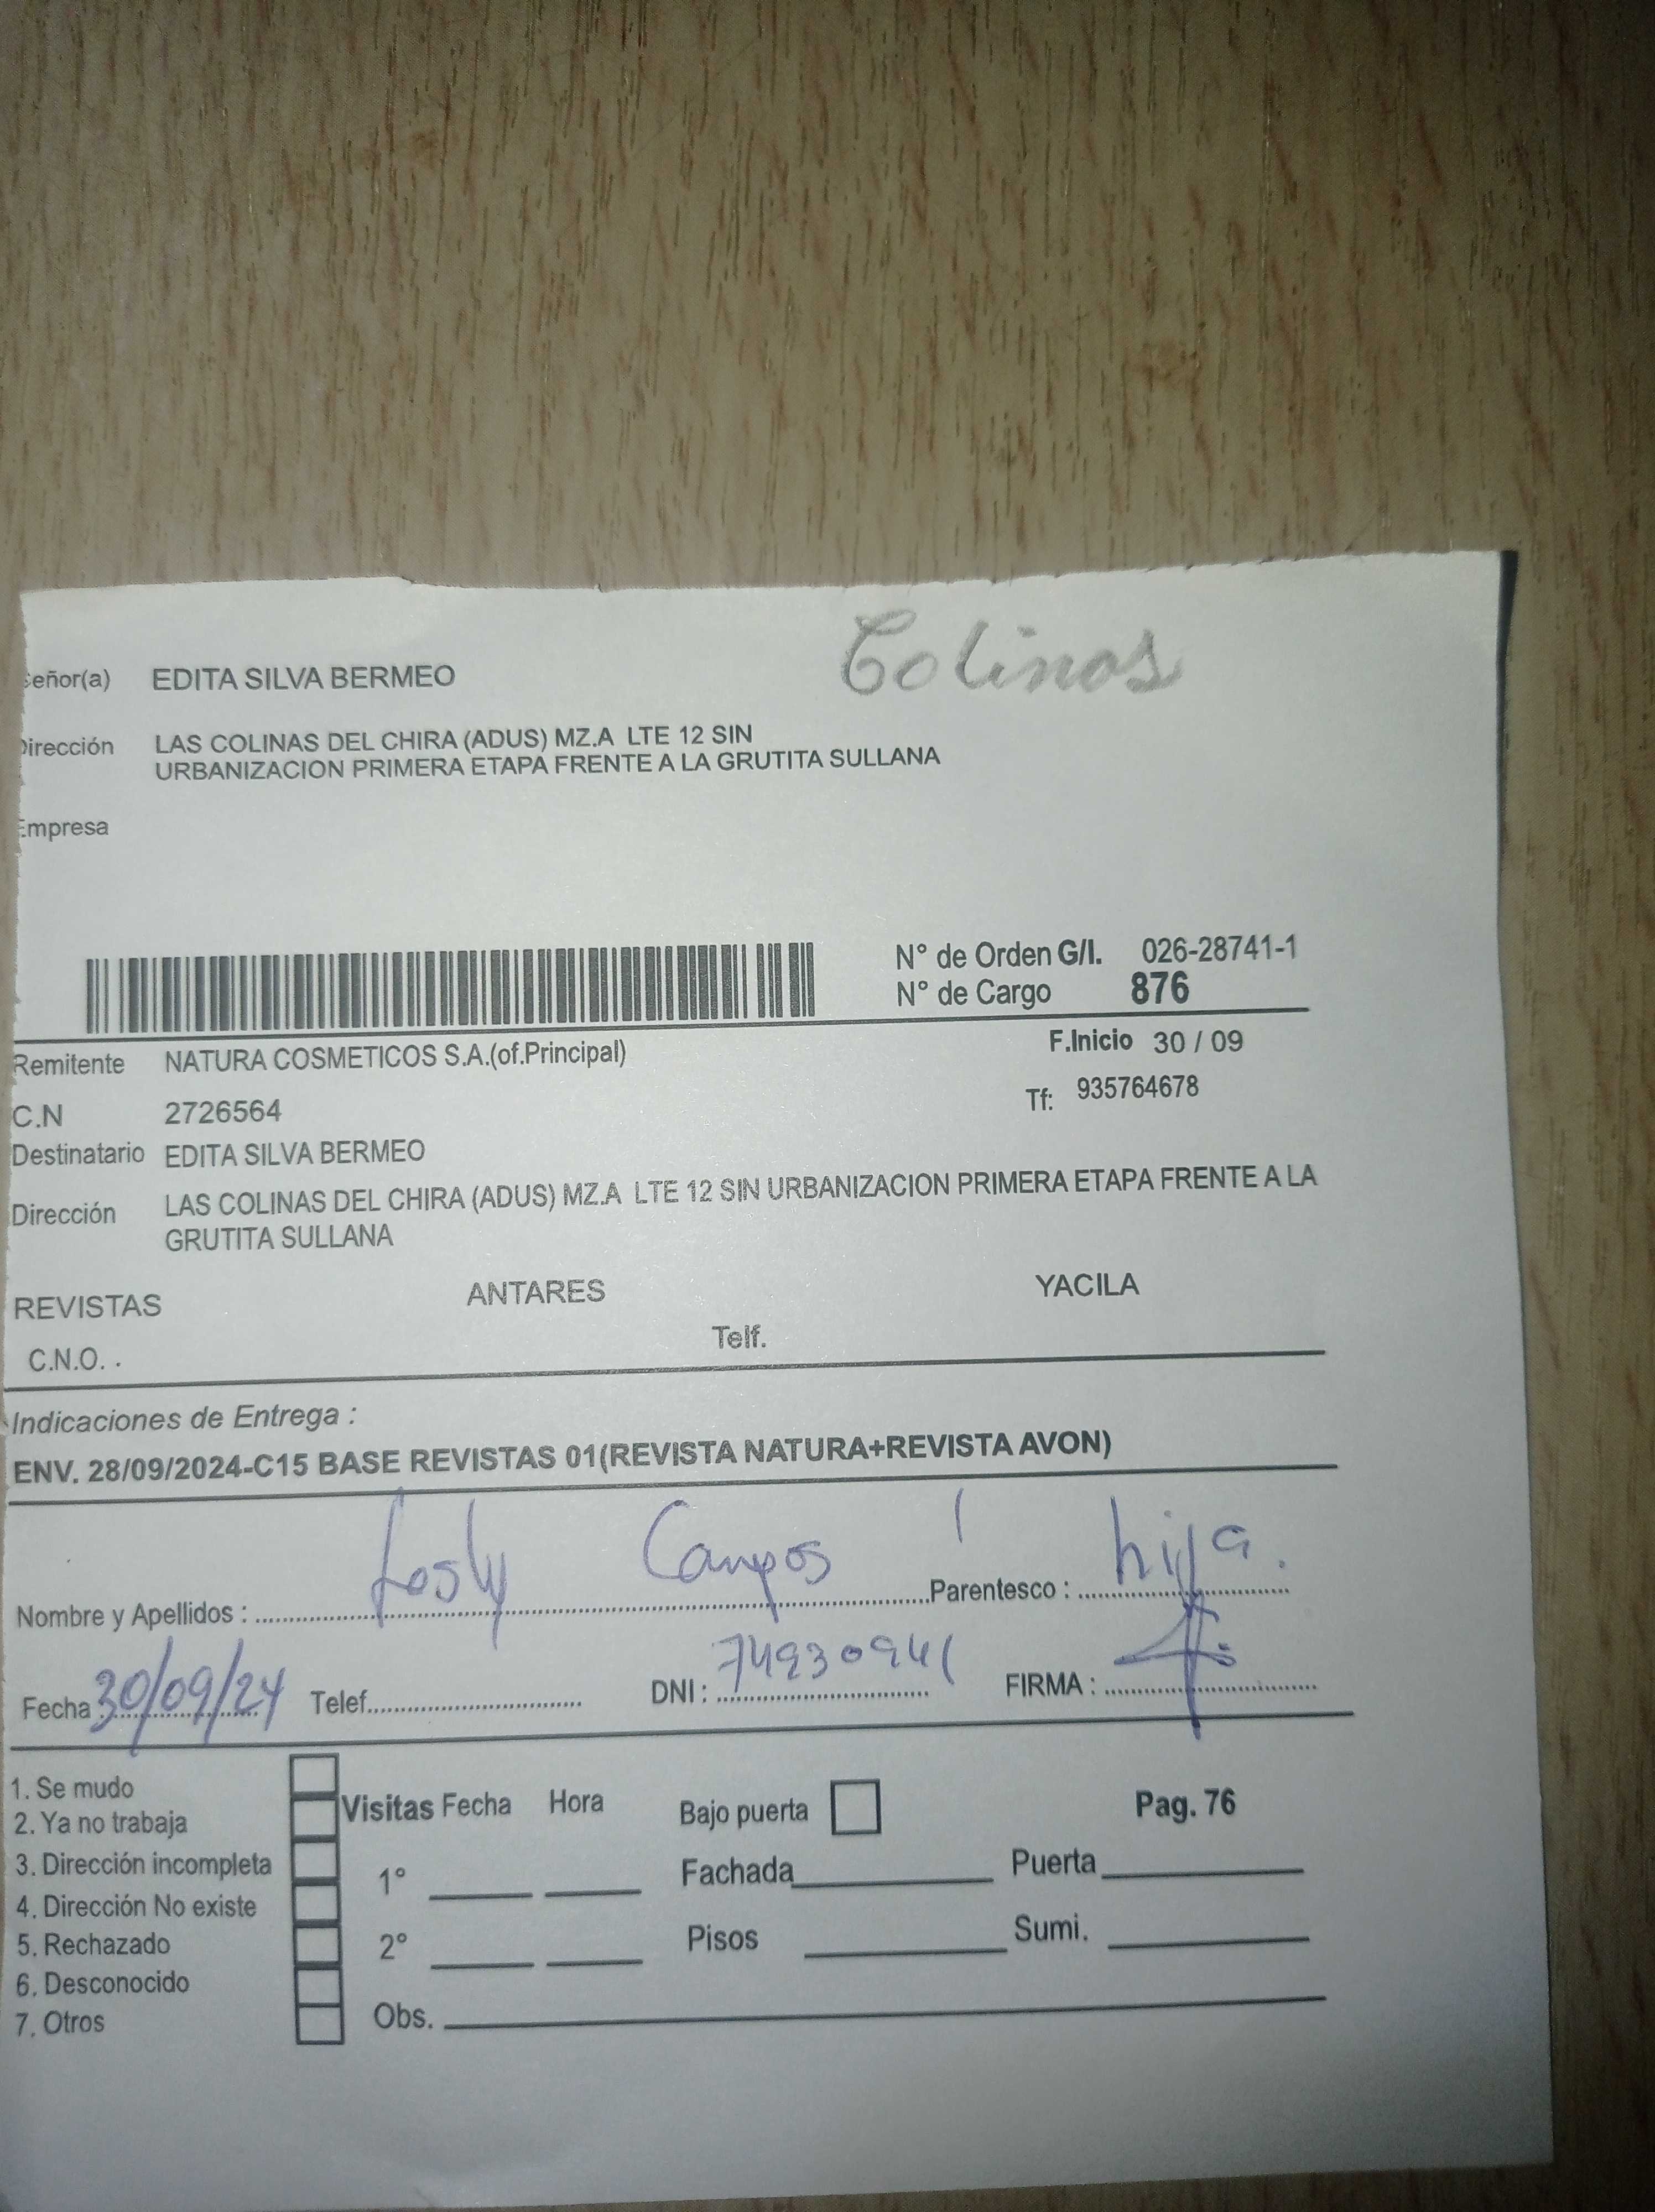 Colinas
señor(a) EDITA SILVA BERMEO
Dirección LAS COLINAS DEL CHIRA (ADUS) MZ.A LTE 12 SIN
URBANIZACION PRIMERA ETAPA FRENTE A LA GRUTITA SULLANA
Empresa
N° de Orden G/I. 026-28741-1
N° de Cargo 876
Remitente NATURA COSMETICOS S.A.(of.Principal) F.Inicio 30 / 09
C.N 2726564 Tf: 935764678
Destinatario EDITA SILVA BERMEO
Dirección LAS COLINAS DEL CHIRA (ADUS) MZ.A LTE 12 SIN URBANIZACION PRIMERA ETAPA FRENTE A LA
GRUTITA SULLANA
REVISTAS ANTARES YACILA
C.N.O. . Telf.
Indicaciones de Entrega :
ENV. 28/09/2024-C15 BASE REVISTAS 01(REVISTA NATURA+REVISTA AVON)
Nombre y Apellidos : Lesly Campos Parentesco : hija.
Fecha 30/09/24 Telef. DNI : 74930941 FIRMA :
1. Se mudo
2. Ya no trabaja
3. Dirección incompleta
4. Dirección No existe
5. Rechazado
6. Desconocido
7. Otros
Visitas Fecha Hora Bajo puerta Pag. 76
1° Fachada Puerta
2° Pisos Sumi.
Obs.